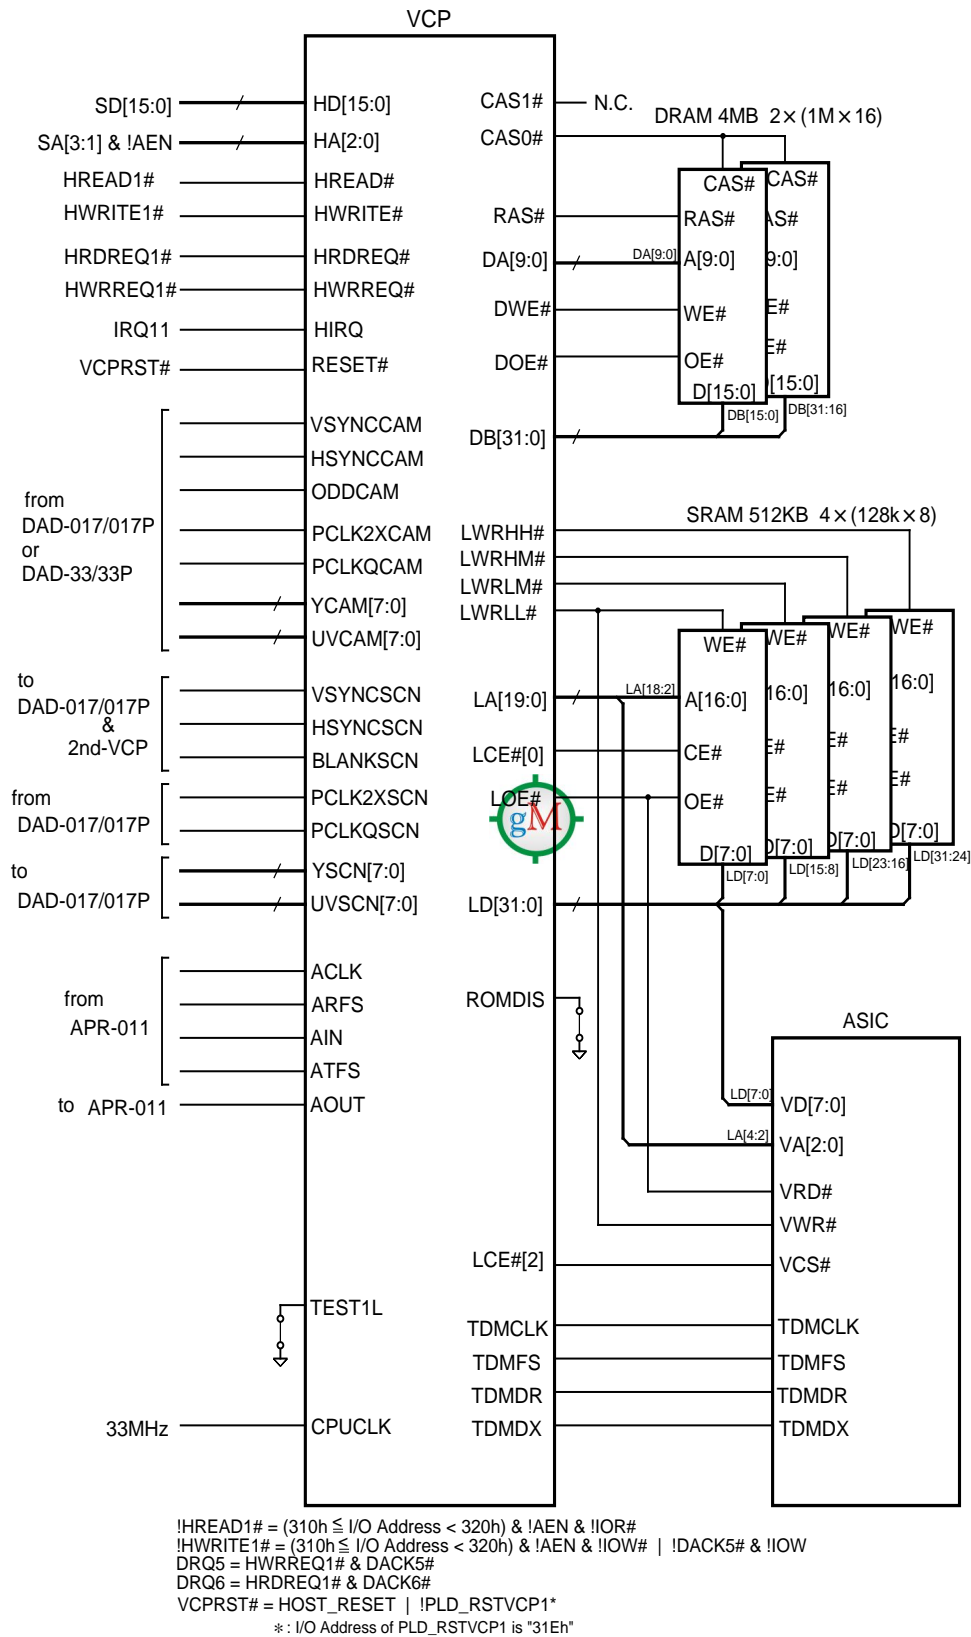 VCP
SD[15:0]
HD[15:0]
CAS1#
N.C.
DRAM 4MB 2×(1M×16)
SA[3:1] & !AEN
HA[2:0]
CAS0#
HREAD1#
HREAD#
CAS#
CAS#
HWRITE1#
HWRITE#
RAS#
RAS#
AS#
HRDREQ1#
HRDREQ#
DA[9:0]
DA[9:0]
A[9:0]
9:0]
HWRREQ1#
HWRREQ#
DWE#
WE#
E#
IRQ11
HIRQ
VCPRST#
RESET#
DOE#
OE#
E#
D[15:0]
[15:0]
DB[15:0]
DB[31:16]
DB[31:0]
from
DAD-017/017P
or
DAD-33/33P
VSYNCCAM
HSYNCCAM
ODDCAM
PCLK2XCAM
PCLKQCAM
YCAM[7:0]
UVCAM[7:0]
SRAM 512KB 4×(128k×8)
LWRHH#
LWRHM#
LWRLM#
LWRLL#
WE#
WE#
WE#
WE#
to
DAD-017/017P
&
2nd-VCP
VSYNCSCN
HSYNCSCN
BLANKSCN
LA[19:0]
LA[18:2]
A[16:0]
16:0]
16:0]
16:0]
LCE#[0]
CE#
E#
E#
E#
from
DAD-017/017P
PCLK2XSCN
PCLKQSCN
LOE#
gM
OE#
E#
E#
E#
D[7:0]
D[7:0]
D[7:0]
D[7:0]
LD[7:0]
LD[15:8]
LD[23:16]
LD[31:24]
to
DAD-017/017P
YSCN[7:0]
UVSCN[7:0]
LD[31:0]
from
APR-011
ACLK
ARFS
AIN
ATFS
to APR-011
AOUT
ROMDIS
ASIC
LD[7:0]
VD[7:0]
LA[4:2]
VA[2:0]
VRD#
VWR#
LCE#[2]
VCS#
TEST1L
TDMCLK
TDMCLK
TDMFS
TDMFS
TDMDR
TDMDR
33MHz
CPUCLK
TDMDX
TDMDX
!HREAD1# = (310h ≦ I/O Address < 320h) & !AEN & !IOR#
!HWRITE1# = (310h ≦ I/O Address < 320h) & !AEN & !IOW# | !DACK5# & !IOW
DRQ5 = HWRREQ1# & DACK5#
DRQ6 = HRDREQ1# & DACK6#
VCPRST# = HOST_RESET | !PLD_RSTVCP1*
＊: I/O Address of PLD_RSTVCP1 is "31Eh"